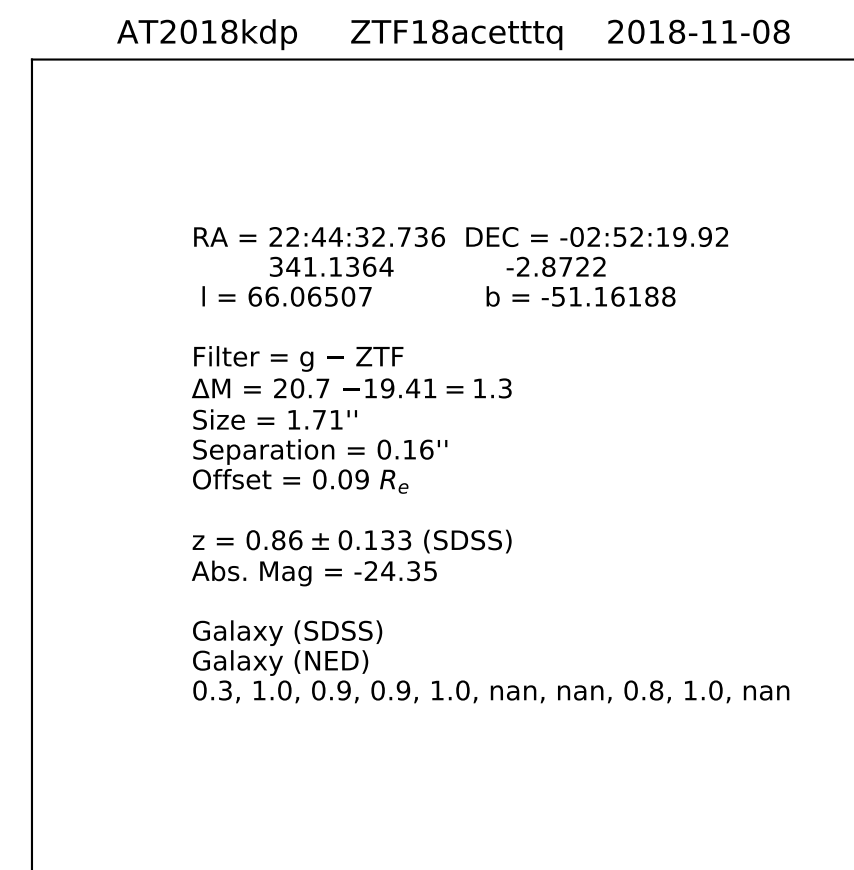 AT2018kdp ZTF18acetttq 2018-11-08
RA = 22:44:32.736 DEC = -02:52:19.92
341.1364 -2.8722
l = 66.06507 b = -51.16188
Filter = g − ZTF
ΔM = 20.7 −19.41 = 1.3
Size = 1.71''
Separation = 0.16''
Offset = 0.09 Re
z = 0.86 ± 0.133 (SDSS)
Abs. Mag = -24.35
Galaxy (SDSS)
Galaxy (NED)
0.3, 1.0, 0.9, 0.9, 1.0, nan, nan, 0.8, 1.0, nan